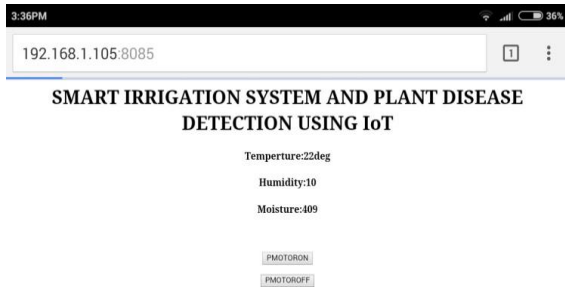 3:36PM
36%
192.168.1.105:8085
1
SMART IRRIGATION SYSTEM AND PLANT DISEASE
DETECTION USING IoT
Temperture:22deg
Humidity:10
Moisture:409
PMOTORON
PMOTOROFF